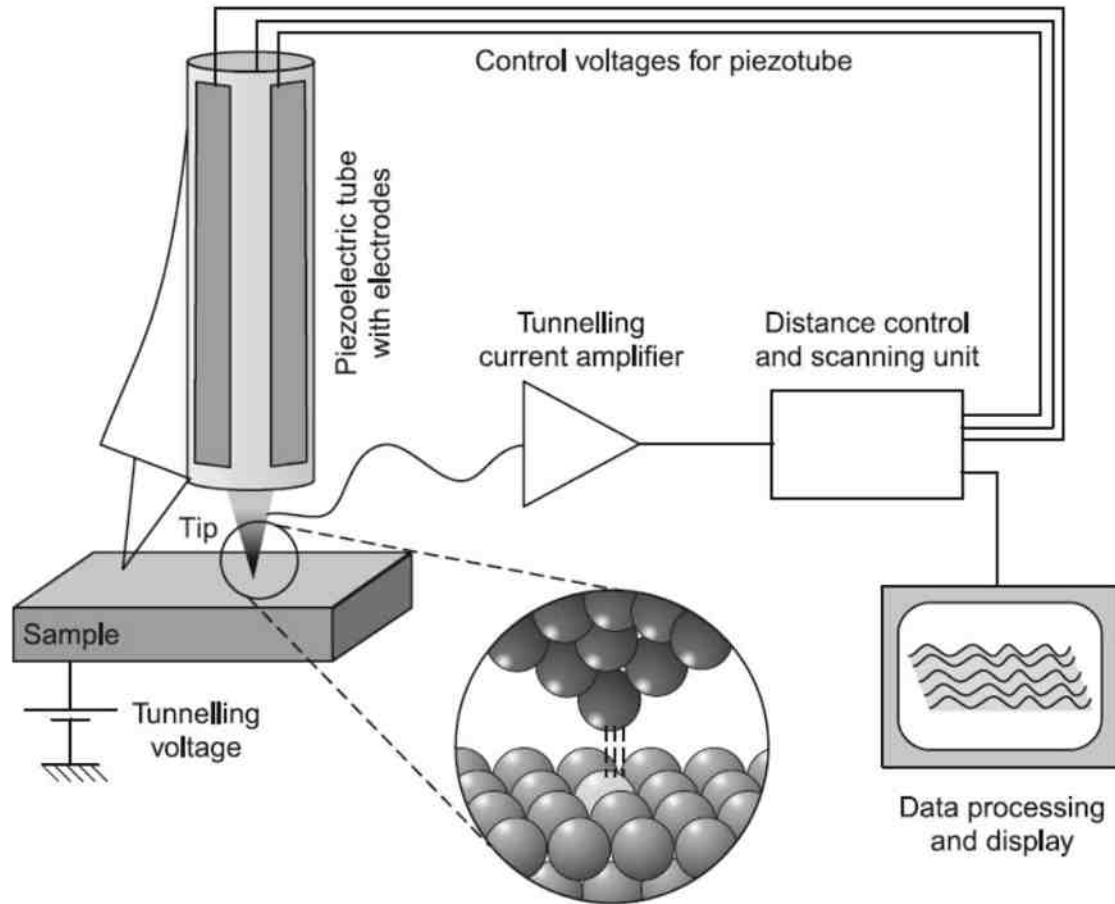 Control voltages for piezotube
Piezoelectric tube
with electrodes
Tunnelling
current amplifier
Distance control
and scanning unit
Tip
Sample
Tunnelling
voltage
Data processing
and display